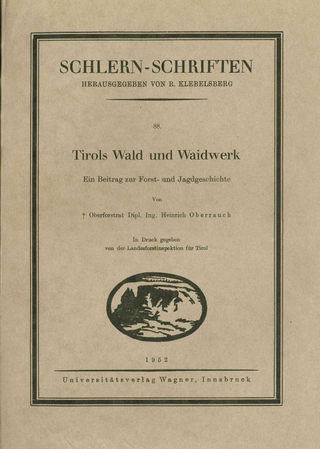 SCHLERN-SCHRIFTEN
HERAUSGEGEBEN VON R. KLEBELSBERG
88.
Tirols Wald und Waidwerk
Ein Beitrag zur Forst- und Jagdgeschichte
Von
† Oberforstrat Dipl. Ing. Heinrich Oberrauch
In Druck gegeben
von der Landesforstinspektion für Tirol
1952
Universitätsverlag Wagner, Innsbruck